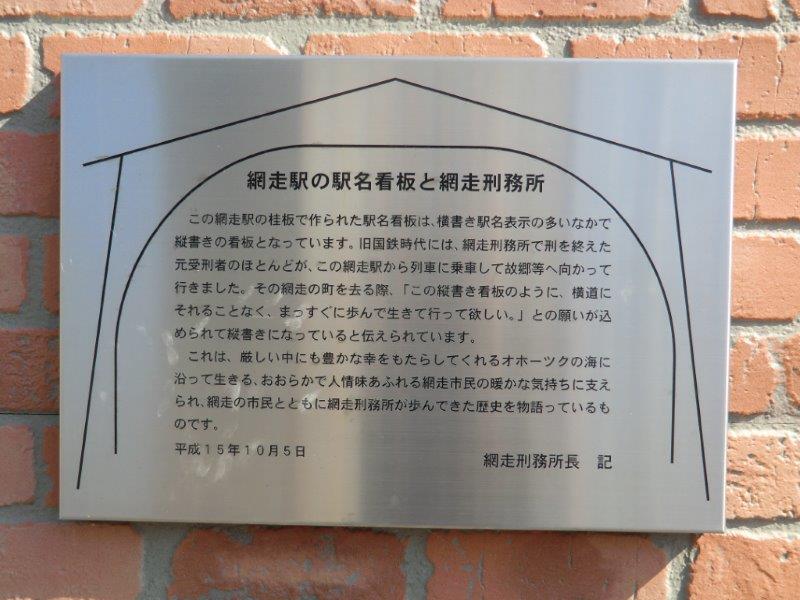 網走駅の駅名看板と網走刑務所
この網走駅の桂板で作られた駅名看板は、横書き駅名表示の多いなかで
縦書きの看板となっています。旧国鉄時代には、網走刑務所で刑を終えた
元受刑者のほとんどが、この網走駅から列車に乗車して故郷等へ向かって
行きました。その網走の町を去る際、「この縦書き看板のように、横道に
それることなく、まっすぐに歩んで生きて行って欲しい。」との願いが込
められて縦書きになっていると伝えられています。
これは、厳しい中にも豊かな幸をもたらしてくれるオホーツクの海に
沿って生きる、おおらかで人情味あふれる網走市民の暖かな気持ちに支え
られ、網走の市民とともに網走刑務所が歩んできた歴史を物語っているも
のです。
平成15年10月5日
網走刑務所長 記